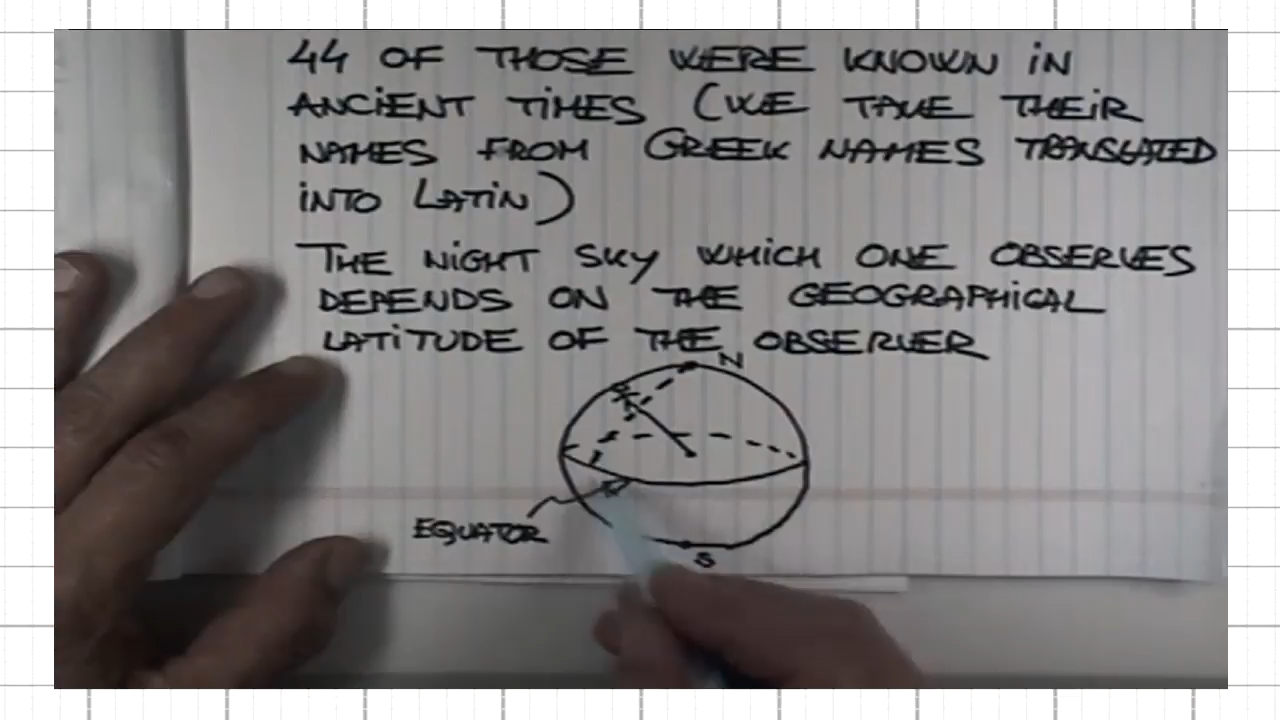 44 OF THOSE WERE KNOWN IN
ANCIENT TIMES (WE TAKE THEIR
NAMES FROM GREEK NAMES TRANSLATED
INTO LATIN)
THE NIGHT SKY WHICH ONE OBSERVES
DEPENDS ON THE GEOGRAPHICAL
LATITUDE OF THE OBSERVER
N
EQUATOR
S